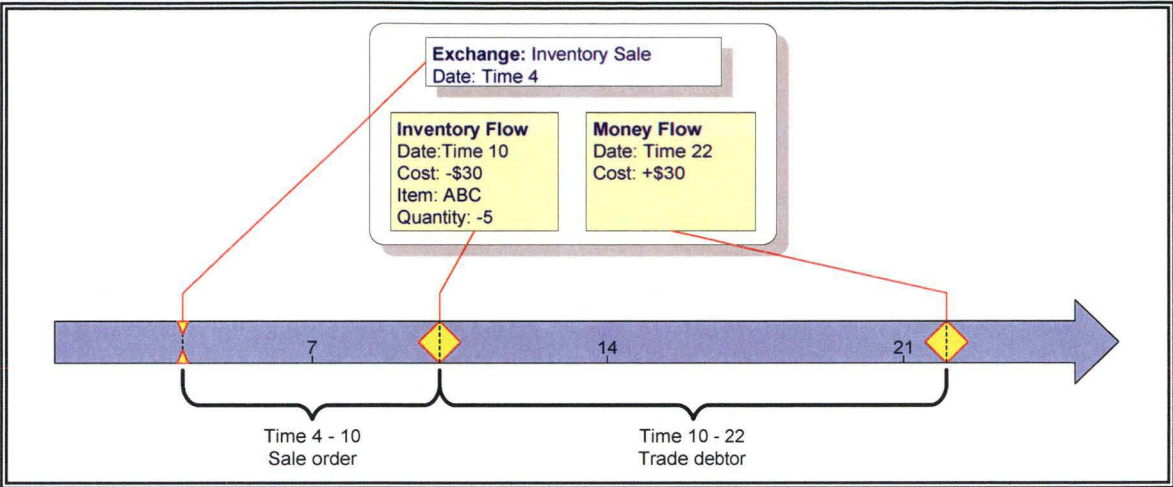 Exchange: Inventory Sale
Date: Time 4
Inventory Flow
Date:Time 10
Cost: -$30
Item: ABC
Quantity: -5
Money Flow
Date: Time 22
Cost: +$30
7
14
21
Time 4 - 10
Sale order
Time 10 - 22
Trade debtor